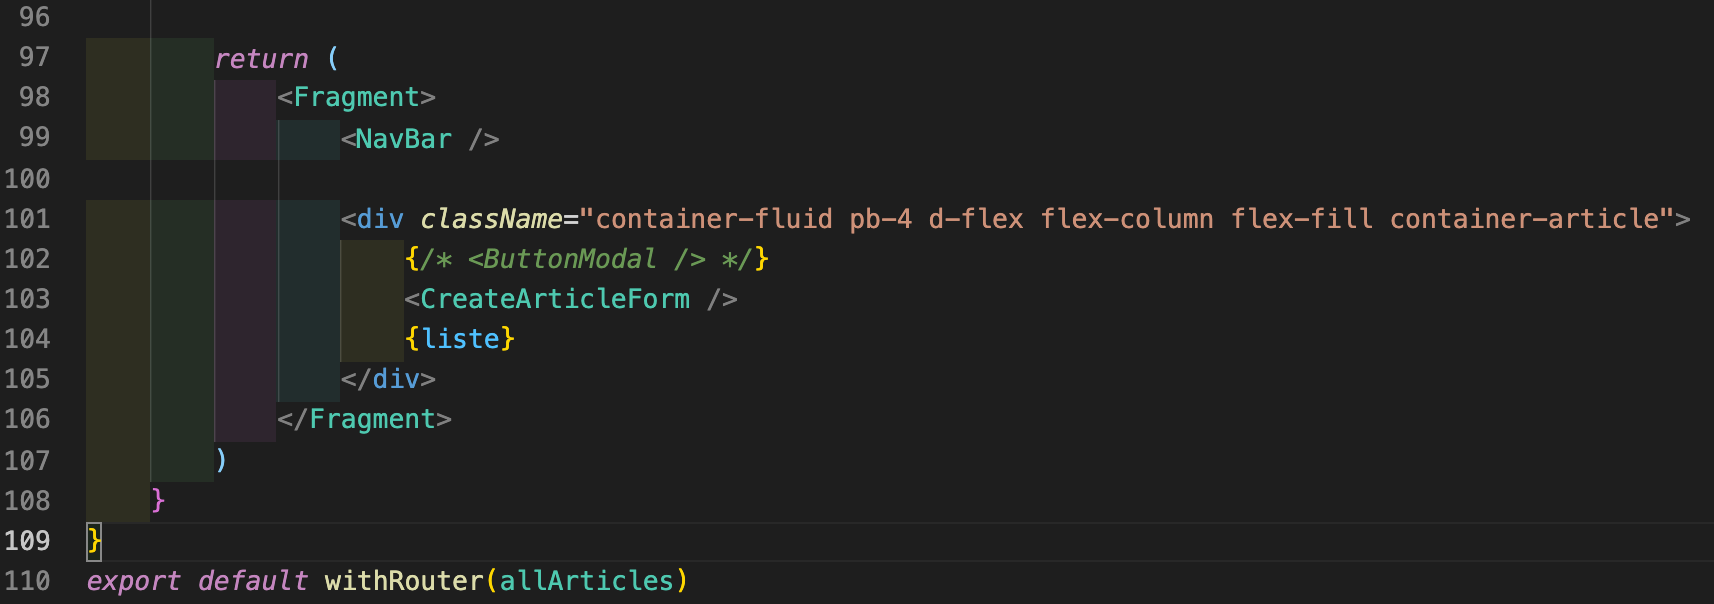 96
97 return (
98 <Fragment>
99 <NavBar />
100
101 <div className="container-fluid pb-4 d-flex flex-column flex-fill container-article">
102 {/* <ButtonModal /> */}
103 <CreateArticleForm />
104 {liste}
105 </div>
106 </Fragment>
107 )
108 }
109 }
110 export default withRouter(allArticles)